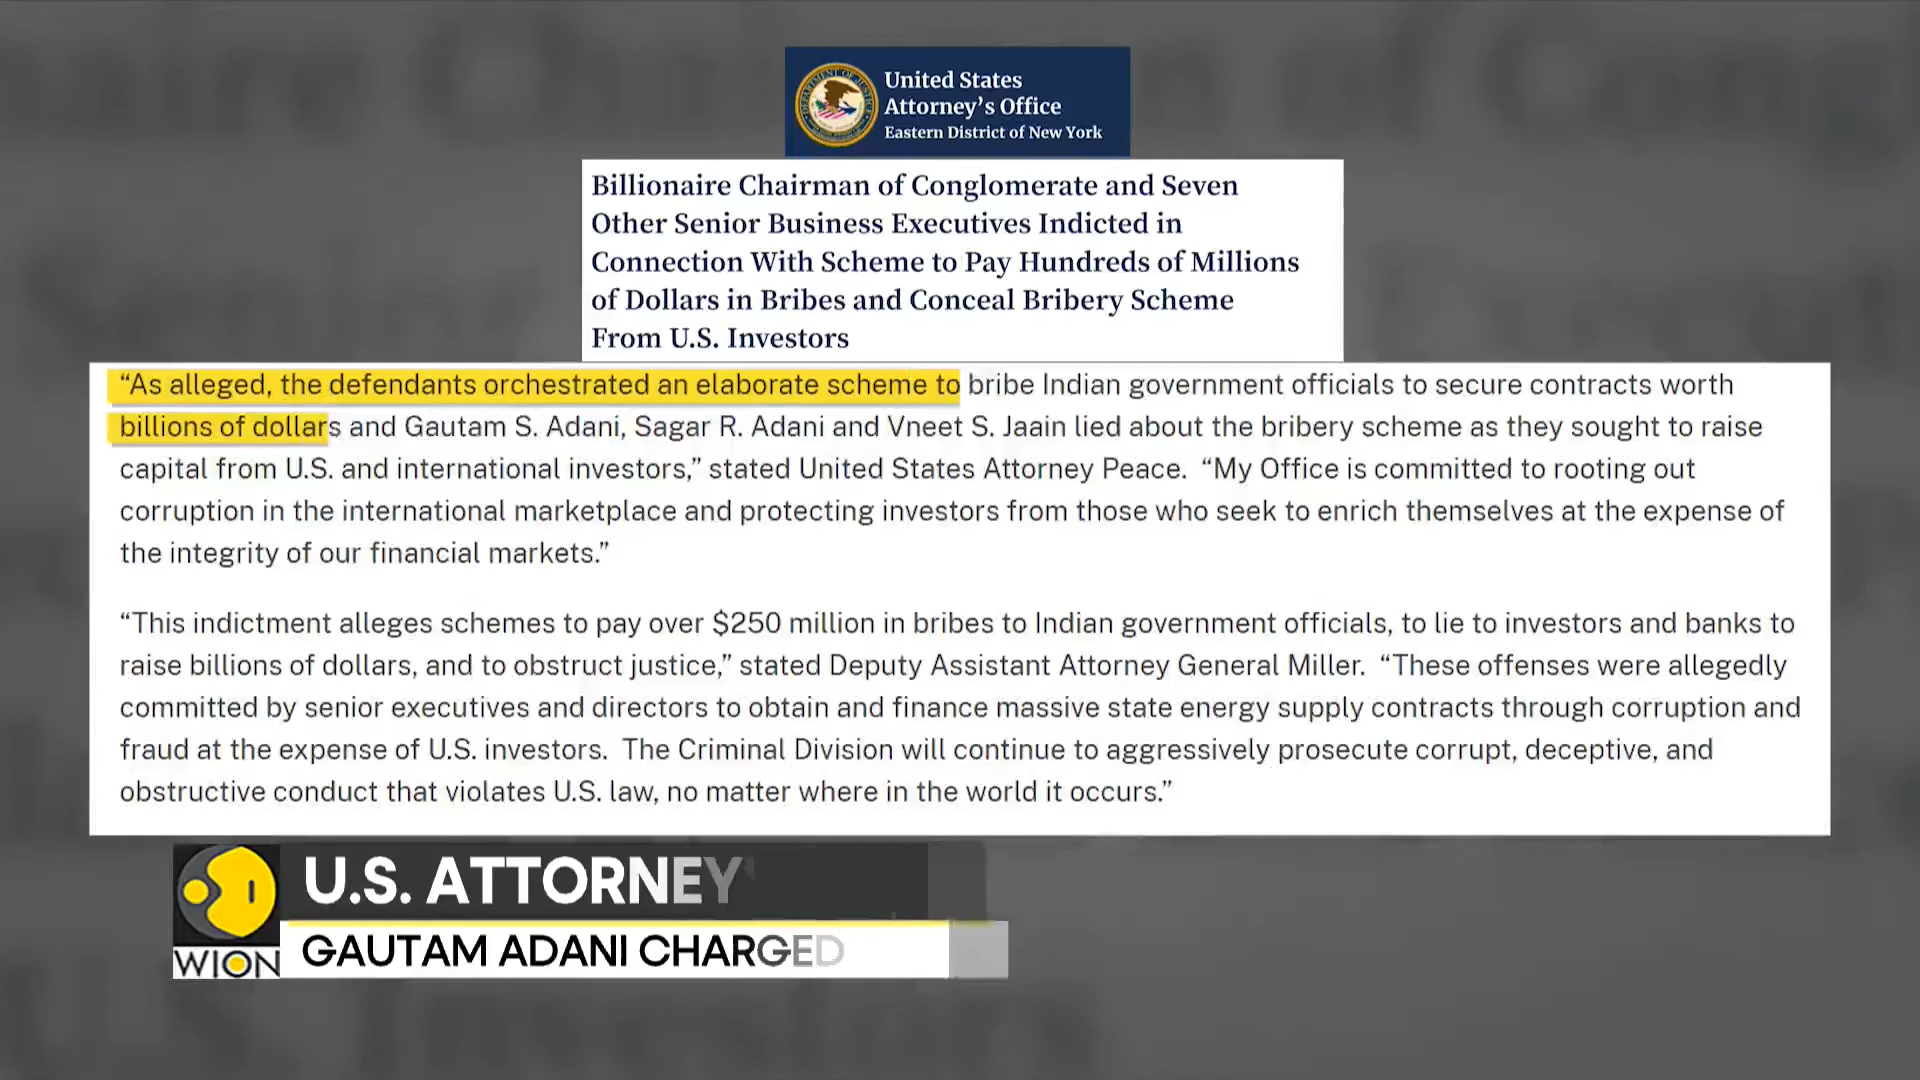 United States
Attorney’s Office
Eastern District of New York
Billionaire Chairman of Conglomerate and Seven
Other Senior Business Executives Indicted in
Connection With Scheme to Pay Hundreds of Millions
of Dollars in Bribes and Conceal Bribery Scheme
From U.S. Investors
“As alleged, the defendants orchestrated an elaborate scheme to bribe Indian government officials to secure contracts worth
billions of dollars and Gautam S. Adani, Sagar R. Adani and Vneet S. Jaain lied about the bribery scheme as they sought to raise
capital from U.S. and international investors,” stated United States Attorney Peace.  “My Office is committed to rooting out
corruption in the international marketplace and protecting investors from those who seek to enrich themselves at the expense of
the integrity of our financial markets.”
“This indictment alleges schemes to pay over $250 million in bribes to Indian government officials, to lie to investors and banks to
raise billions of dollars, and to obstruct justice,” stated Deputy Assistant Attorney General Miller.  “These offenses were allegedly
committed by senior executives and directors to obtain and finance massive state energy supply contracts through corruption and
fraud at the expense of U.S. investors.  The Criminal Division will continue to aggressively prosecute corrupt, deceptive, and
obstructive conduct that violates U.S. law, no matter where in the world it occurs.”
U.S. ATTORNEY'
GAUTAM ADANI CHARGED
WION